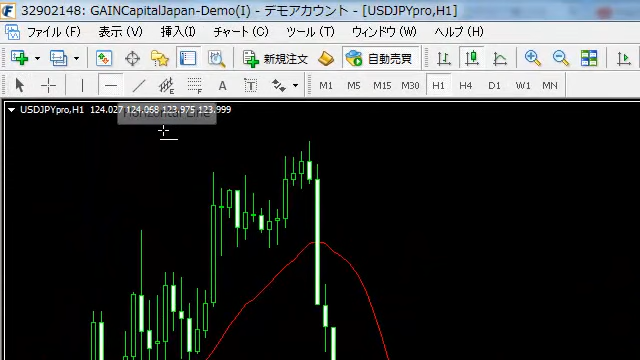 32902148: GAINCapitalJapan-Demo(I) - デモアカウント - [USDJPYpro,H1]
ファイル (F) 表示 (V) 挿入(I) チャート (C) ツール (T) ウィンドウ (W) ヘルプ (H)
新規注文 自動売買
A T M1 M5 M15 M30 H1 H4 D1 W1 MN
USDJPYpro,H1 124.027 124.068 123.975 123.999
Horizontal Line